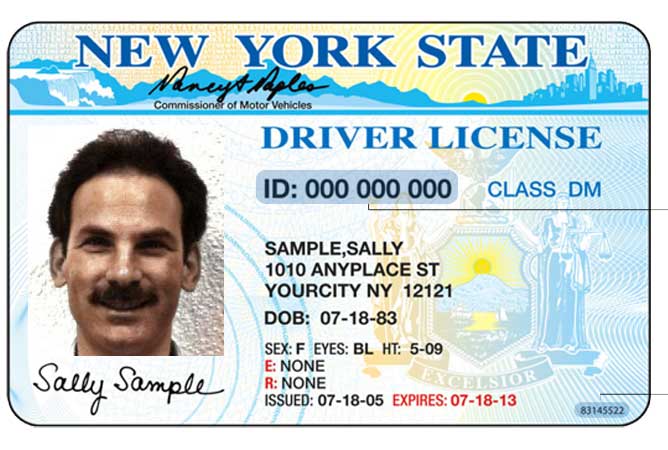 NEW YORK STATE
Nancy A Naples
Commissioner of Motor Vehicles
DRIVER LICENSE
ID: 000 000 000 CLASS DM
SAMPLE,SALLY
1010 ANYPLACE ST
YOURCITY NY 12121
DOB: 07-18-83
SEX: F EYES: BL HT: 5-09
E: NONE
R: NONE
ISSUED: 07-18-05 EXPIRES: 07-18-13
Sally Sample
EXCELSIOR
83145522